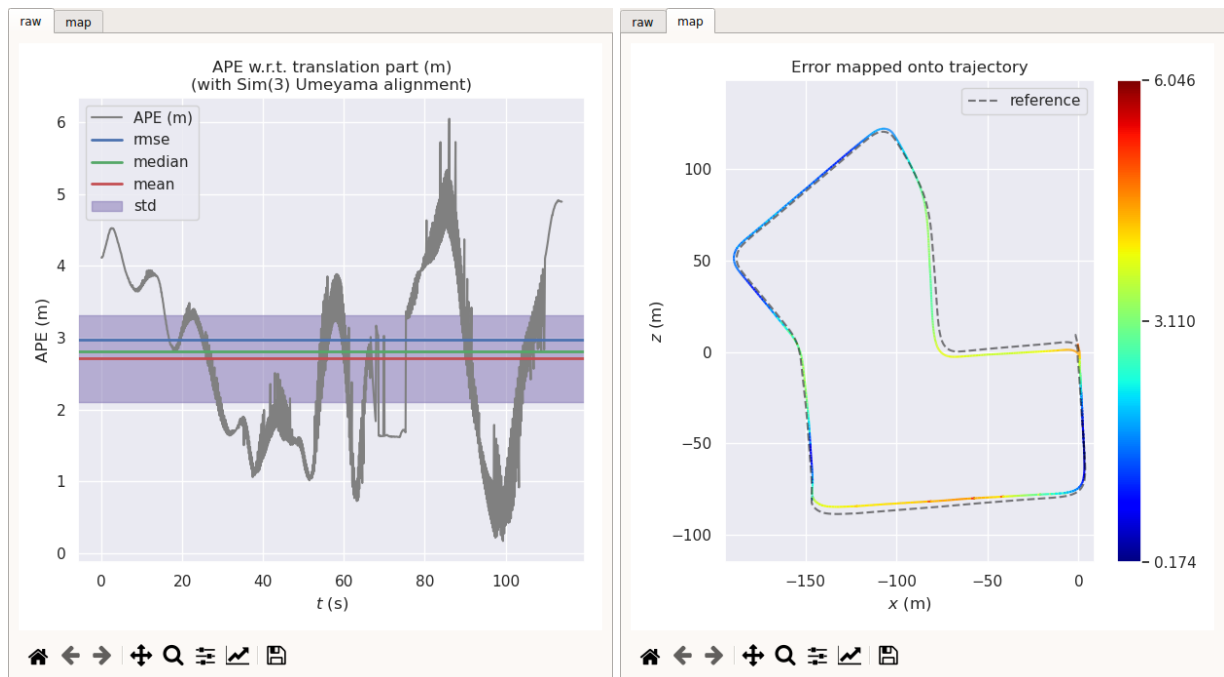 raw
map
APE w.r.t. translation part (m)
(with Sim(3) Umeyama alignment)
APE (m)
rmse
median
mean
std
6
5
4
3
2
1
0
APE (m)
0
20
40
60
80
100
t (s)
raw
map
Error mapped onto trajectory
reference
100
50
0
−50
−100
z (m)
−150
−100
−50
0
x (m)
6.046
3.110
0.174